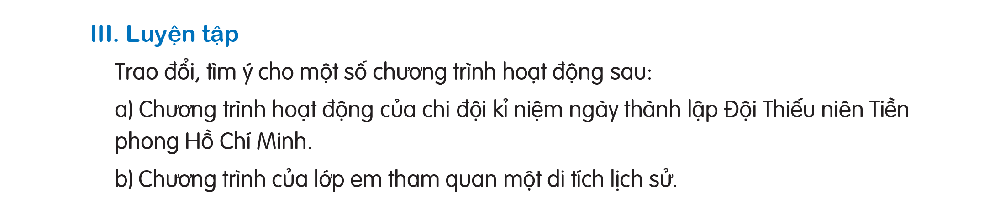 III. Luyện tập
Trao đổi, tìm ý cho một số chương trình hoạt động sau:
a) Chương trình hoạt động của chi đội kỉ niệm ngày thành lập Đội Thiếu niên Tiền
phong Hồ Chí Minh.
b) Chương trình của lớp em tham quan một di tích lịch sử.